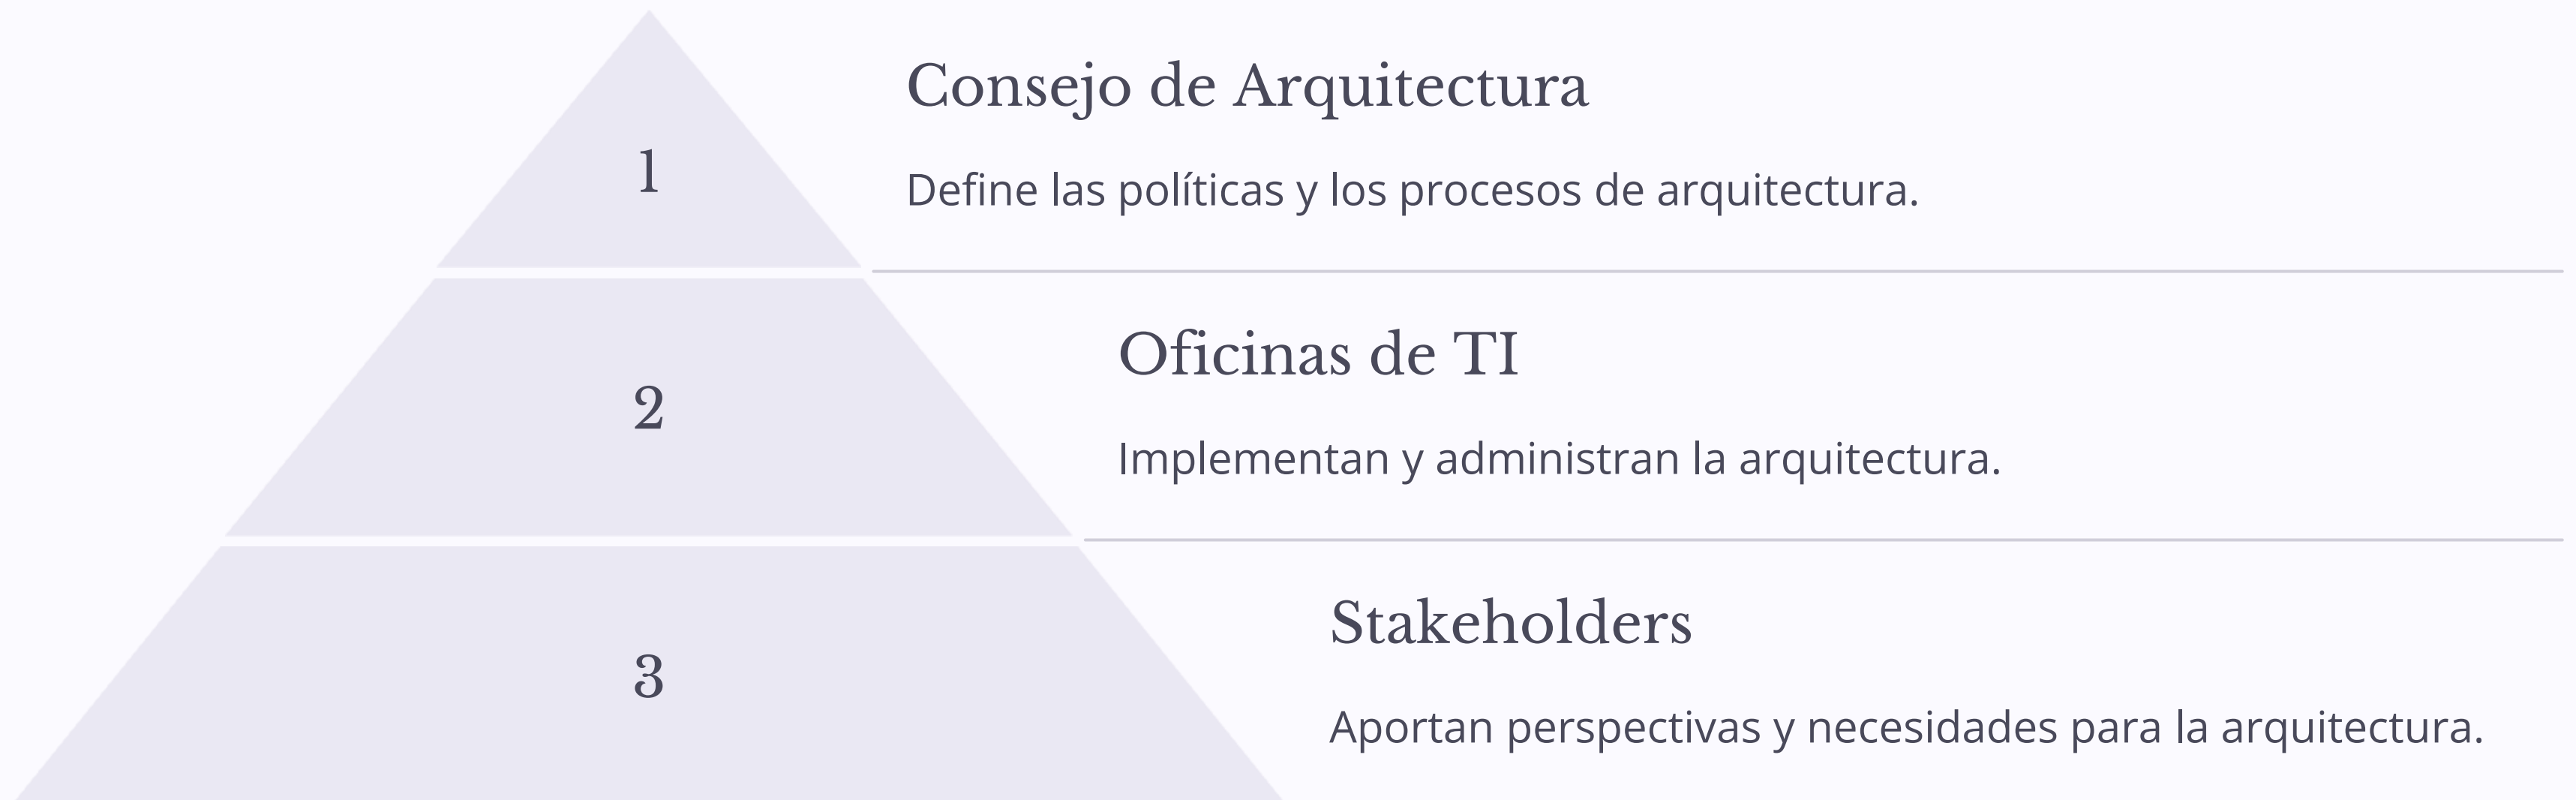 1
Consejo de Arquitectura
Define las políticas y los procesos de arquitectura.
2
Oficinas de TI
Implementan y administran la arquitectura.
3
Stakeholders
Aportan perspectivas y necesidades para la arquitectura.